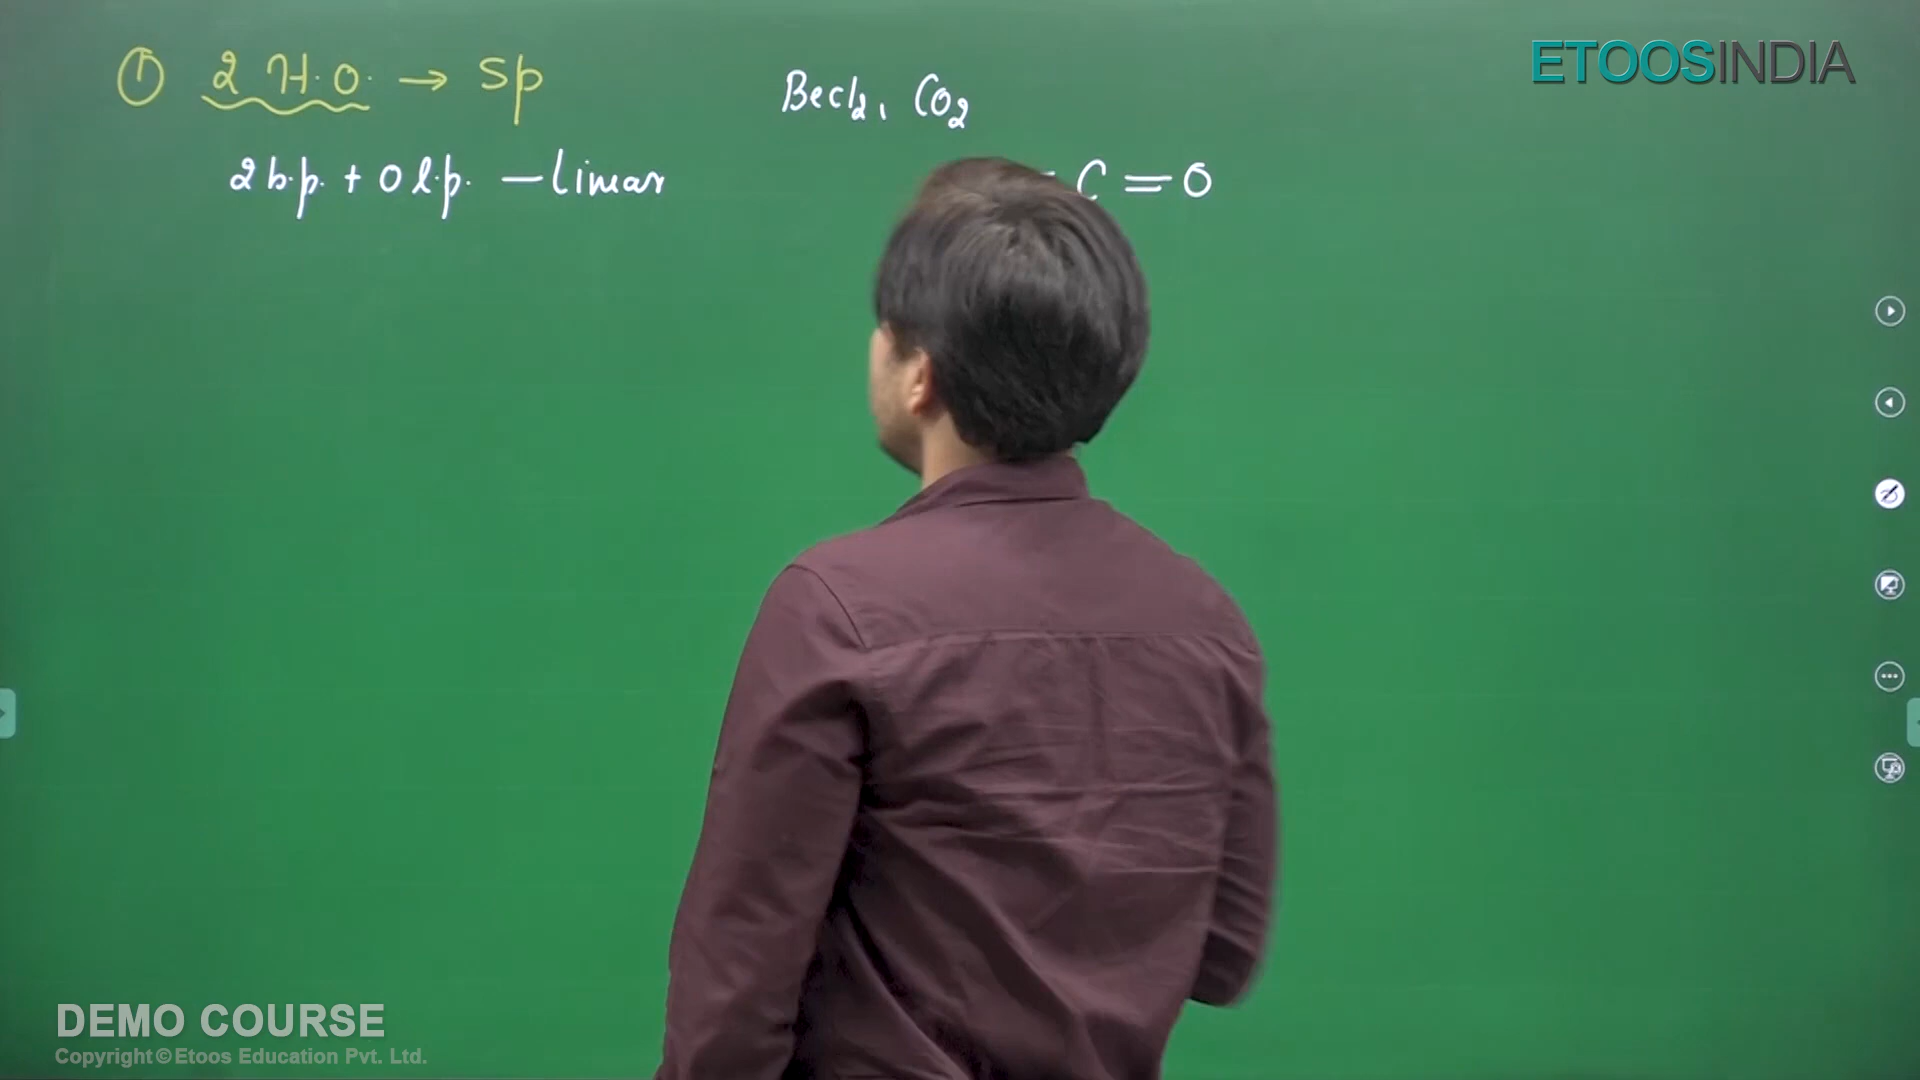 ① 2 H.O. → sp
BeCl₂, CO₂
2 b.p. + 0 l.p. – Linear
= C = O
ETOOSINDIA
DEMO COURSE
Copyright © Etoos Education Pvt. Ltd.